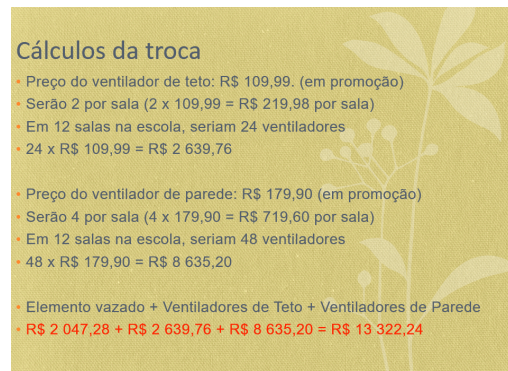 Cálculos da troca
• Preço do ventilador de teto: R$ 109,99. (em promoção)
• Serão 2 por sala (2 x 109,99 = R$ 219,98 por sala)
• Em 12 salas na escola, seriam 24 ventiladores
• 24 x R$ 109,99 = R$ 2 639,76
• Preço do ventilador de parede: R$ 179,90 (em promoção)
• Serão 4 por sala (4 x 179,90 = R$ 719,60 por sala)
• Em 12 salas na escola, seriam 48 ventiladores
• 48 x R$ 179,90 = R$ 8 635,20
• Elemento vazado + Ventiladores de Teto + Ventiladores de Parede
• R$ 2 047,28 + R$ 2 639,76 + R$ 8 635,20 = R$ 13 322,24